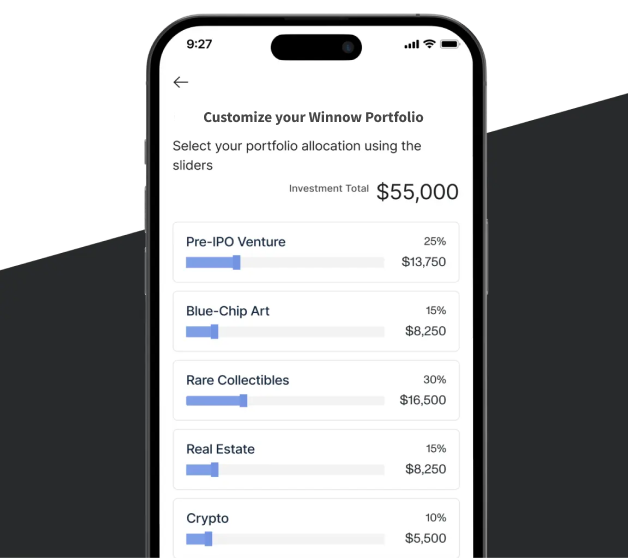 9:27
Customize your Winnow Portfolio
Select your portfolio allocation using the
sliders
Investment Total $55,000
Pre-IPO Venture 25%
$13,750
Blue-Chip Art 15%
$8,250
Rare Collectibles 30%
$16,500
Real Estate 15%
$8,250
Crypto 10%
$5,500